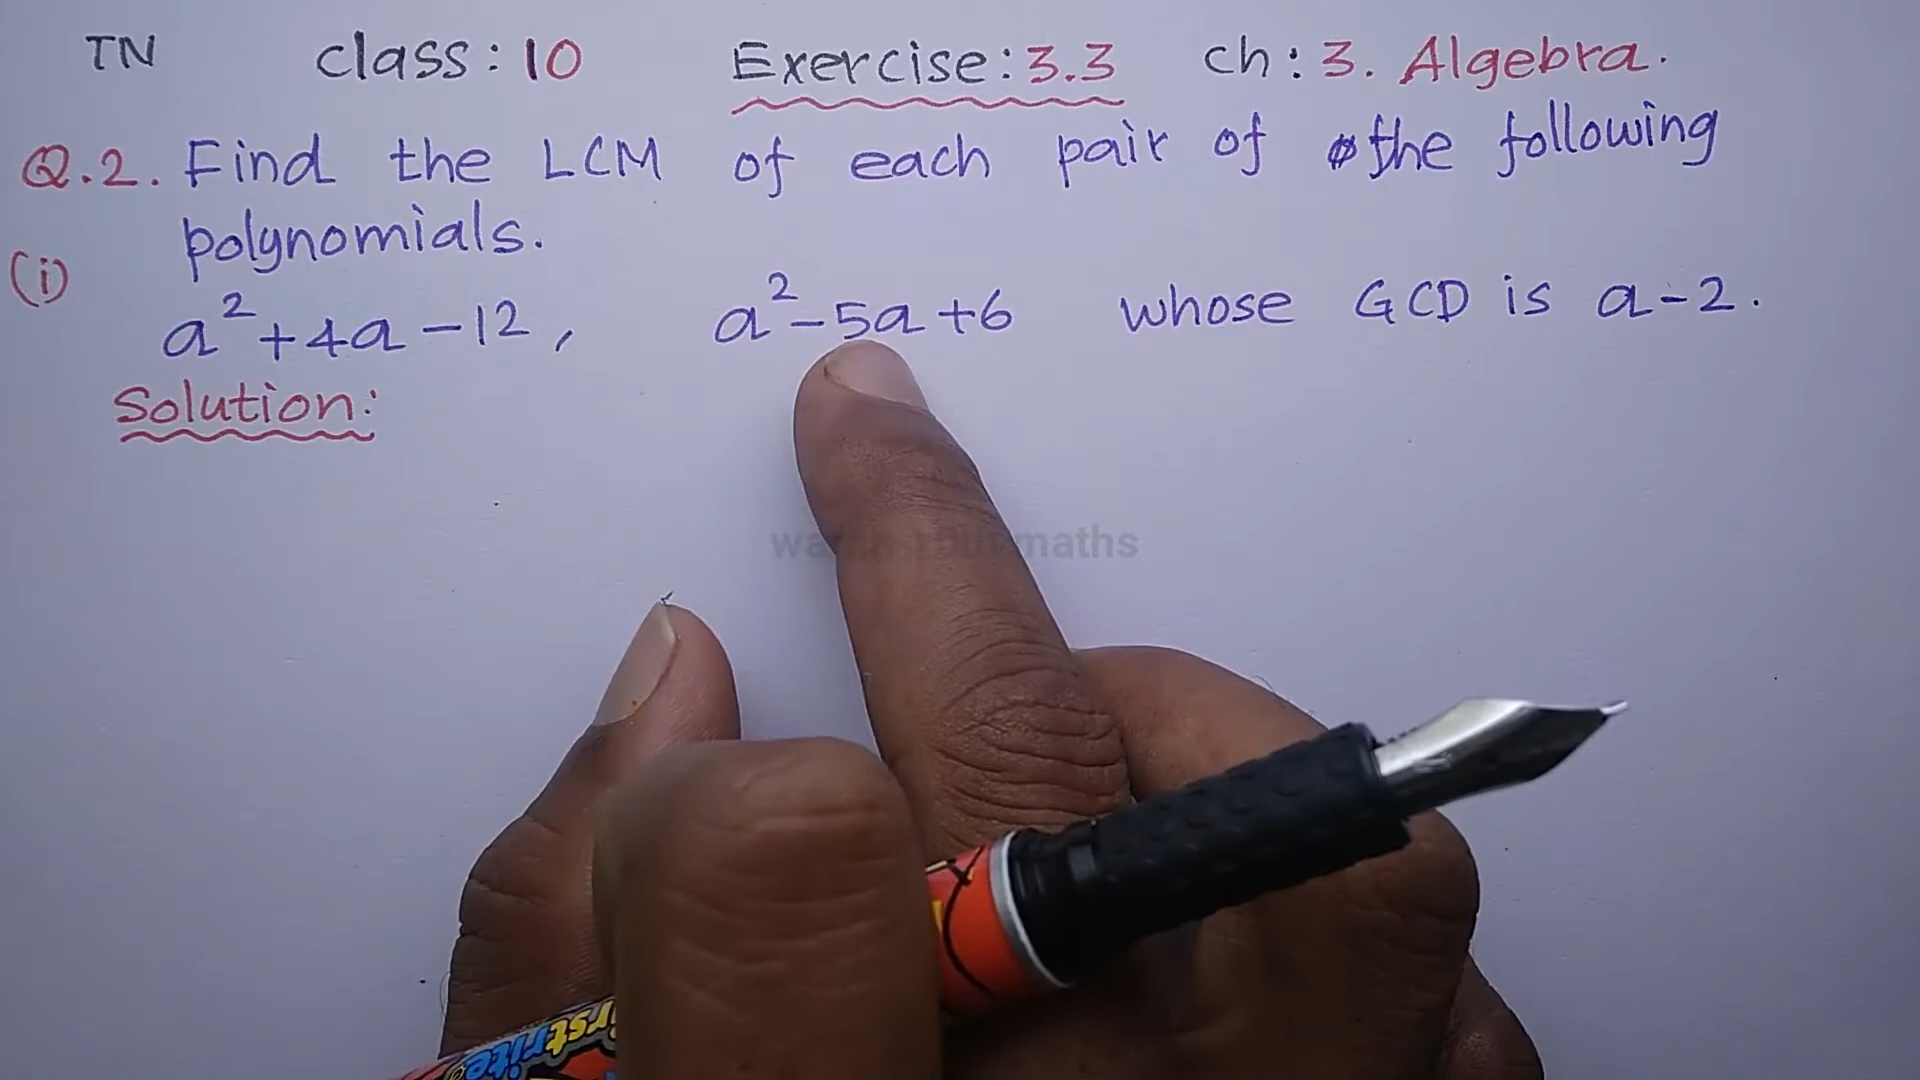 TN class: 10 Exercise: 3.3 ch: 3. Algebra.
Q.2. Find the LCM of each pair of the following
polynomials.
(i)
a²+4a-12, a²-5a+6 whose GCD is a-2.
Solution:
maths